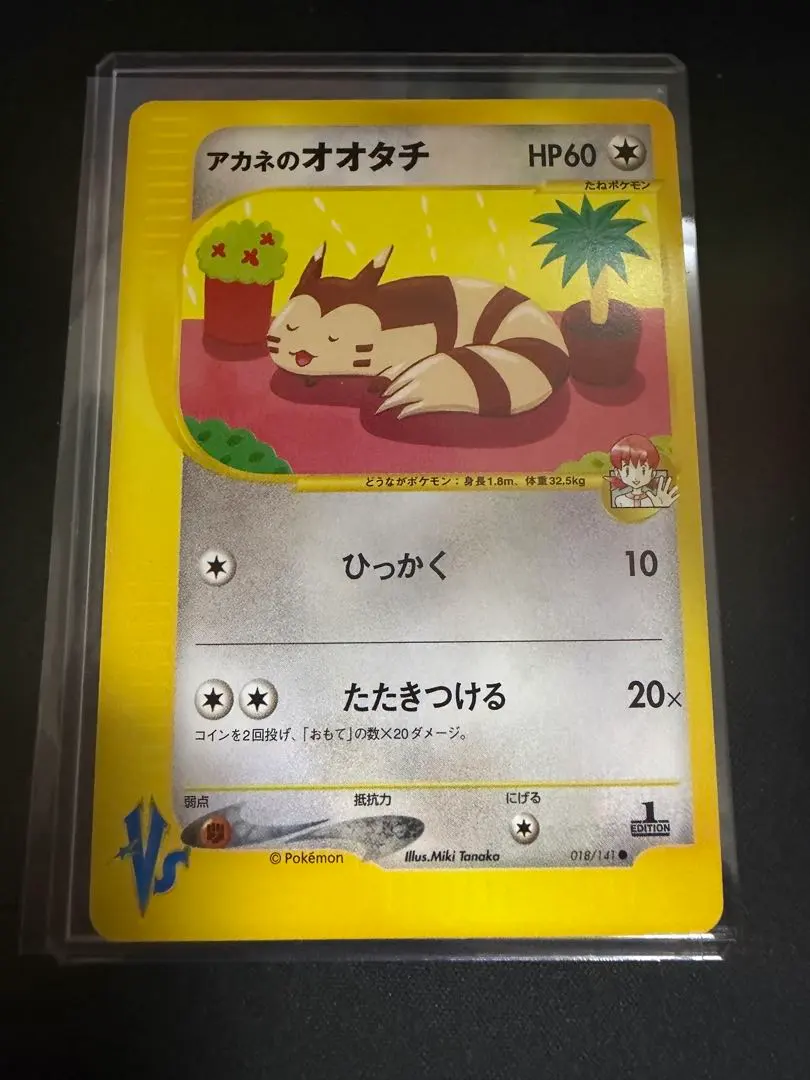 アカネのオオタチ HP60
たねポケモン
どうながポケモン:身長1.8m、体重32.5kg
ひっかく 10
たたきつける 20×
コインを2回投げ、「おもて」の数×20ダメージ。
弱点 抵抗力 にげる
1
EDITION
VS
©Pokémon Illus.Miki Tanaka 018/141●